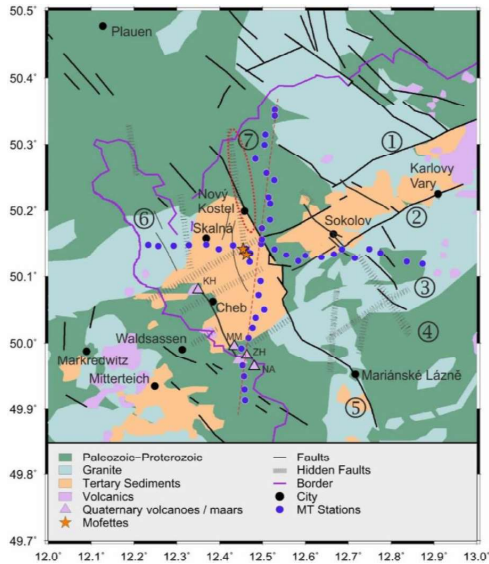 50.5°
50.4°
50.3°
50.2°
50.1°
50.0°
49.9°
49.8°
49.7°
12.0°
12.1°
12.2°
12.3°
12.4°
12.5°
12.6°
12.7°
12.8°
12.9°
13.0°
Plauen
①
⑦
Karlovy
Vary
Nový
Kostel
②
Skalná
Sokolov
⑥
③
KH
Cheb
④
MM
Waldsassen
ZH
NA
Markredwitz
Mitterteich
Mariánské Lázně
⑤
Paleozoic-Proterozoic
Granite
Tertary Sediments
Volcanics
Quaternary volcanoes / maars
Mofettes
Faults
Hidden Faults
Border
City
MT Stations